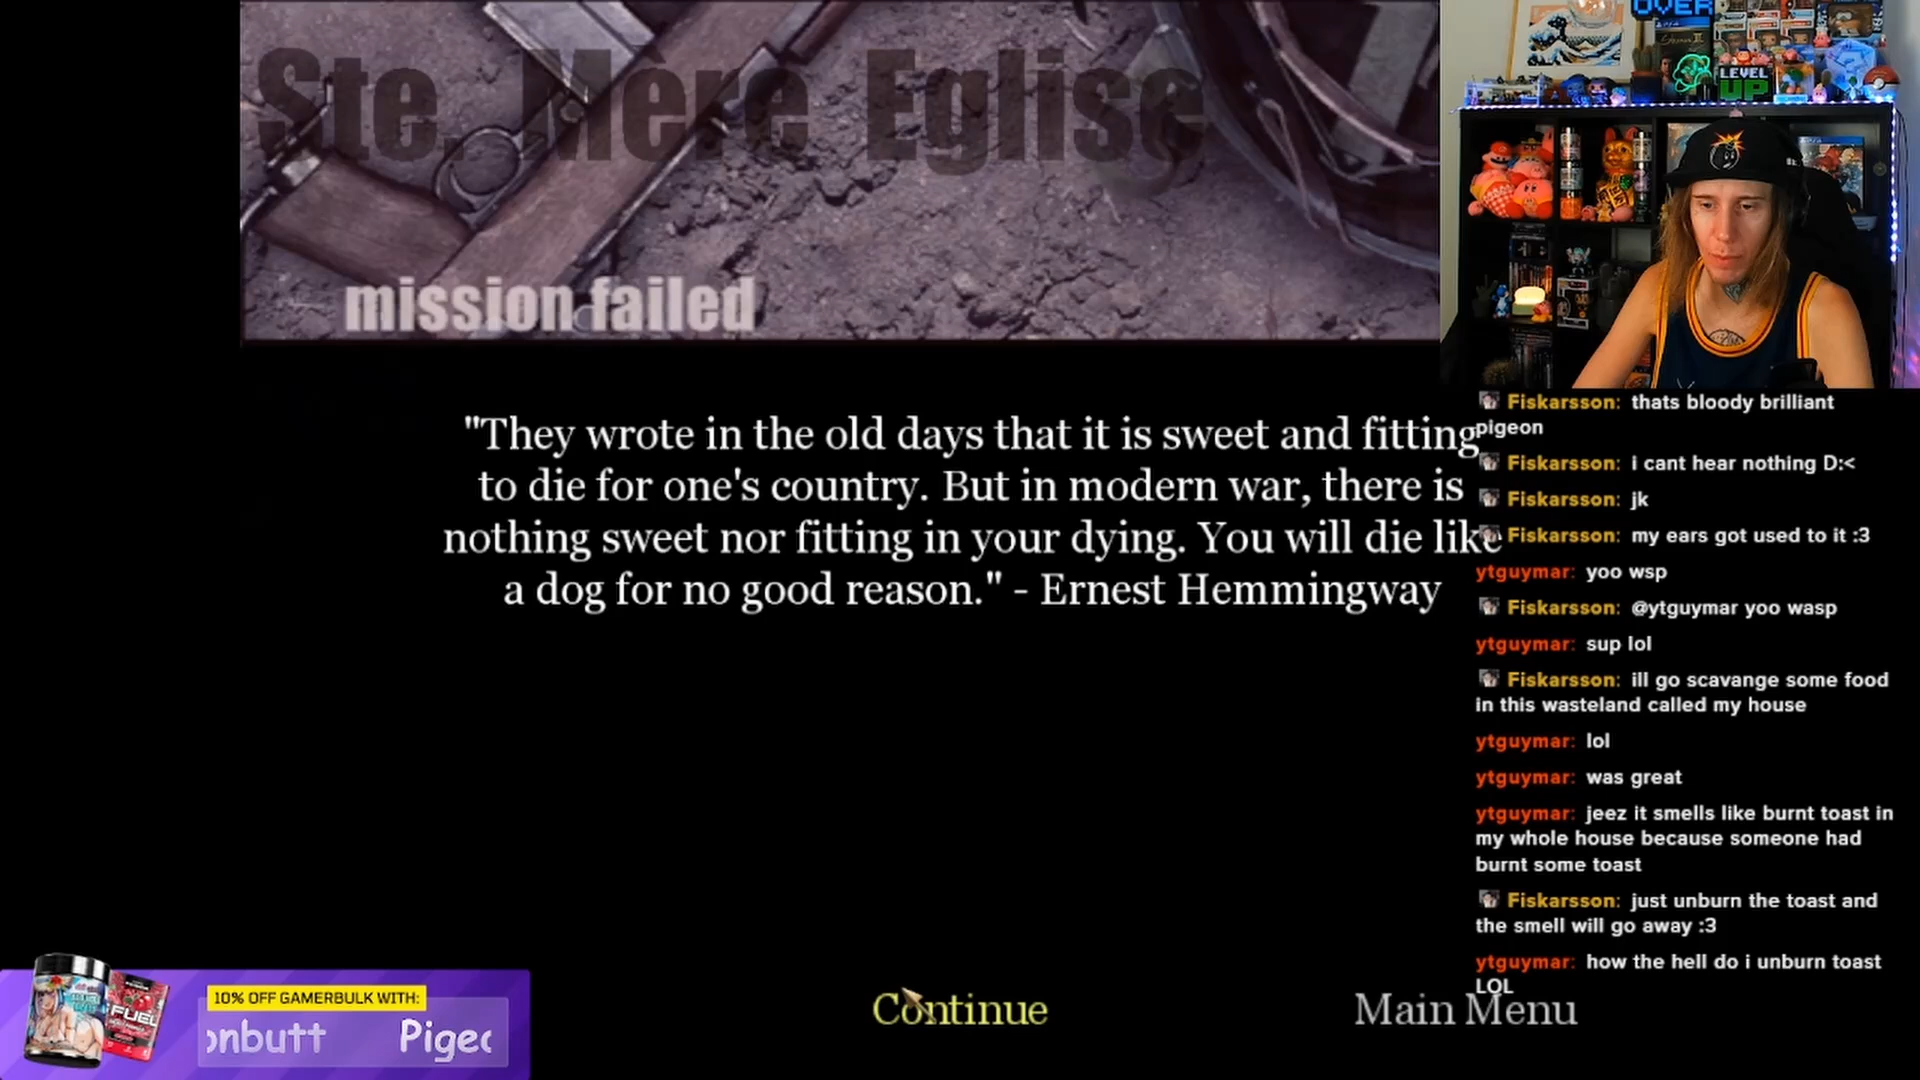 Ste. Mère Eglise
mission failed
"They wrote in the old days that it is sweet and fitting
to die for one's country. But in modern war, there is
nothing sweet nor fitting in your dying. You will die like
a dog for no good reason." - Ernest Hemmingway
Continue
Main Menu
10% OFF GAMERBULK WITH:
onbutt Pigeo
FUEL
OVER
LEVEL
UP
Fiskarsson: thats bloody brilliant
pigeon
Fiskarsson: i cant hear nothing D:<
Fiskarsson: jk
Fiskarsson: my ears got used to it :3
ytguymar: yoo wsp
Fiskarsson: @ytguymar yoo wasp
ytguymar: sup lol
Fiskarsson: ill go scavange some food
in this wasteland called my house
ytguymar: lol
ytguymar: was great
ytguymar: jeez it smells like burnt toast in
my whole house because someone had
burnt some toast
Fiskarsson: just unburn the toast and
the smell will go away :3
ytguymar: how the hell do i unburn toast
LOL